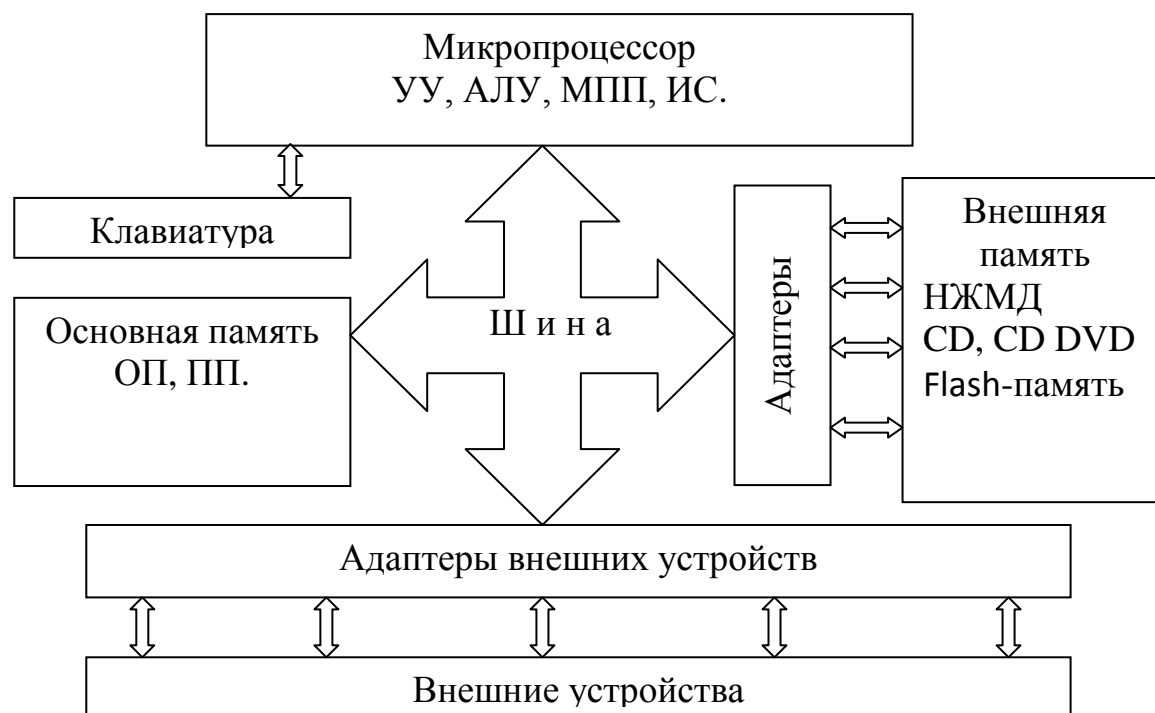 Микропроцессор
УУ, АЛУ, МПП, ИС.
Клавиатура
Основная память
ОП, ПП.
Ш и н а
Адаптеры
Внешняя
память
НЖМД
CD, CD DVD
Flash-память
Адаптеры внешних устройств
Внешние устройства